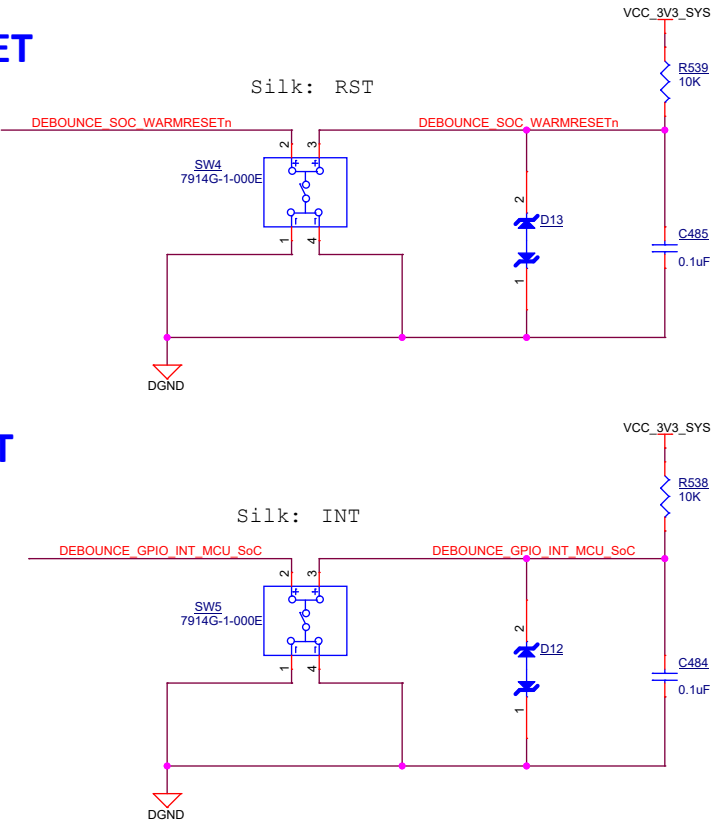 VCC_3V3_SYS
ET
R539
10K
Silk: RST
DEBOUNCE_SOC_WARMRESETn
DEBOUNCE_SOC_WARMRESETn
2
3
SW4
7914G-1-000E
+ +
2
D13
C485
0.1uF
1
4
1
DGND
VCC_3V3_SYS
T
R538
10K
Silk: INT
DEBOUNCE_GPIO_INT_MCU_SoC
DEBOUNCE_GPIO_INT_MCU_SoC
2
3
SW5
7914G-1-000E
+ +
2
D12
C484
0.1uF
1
4
1
DGND